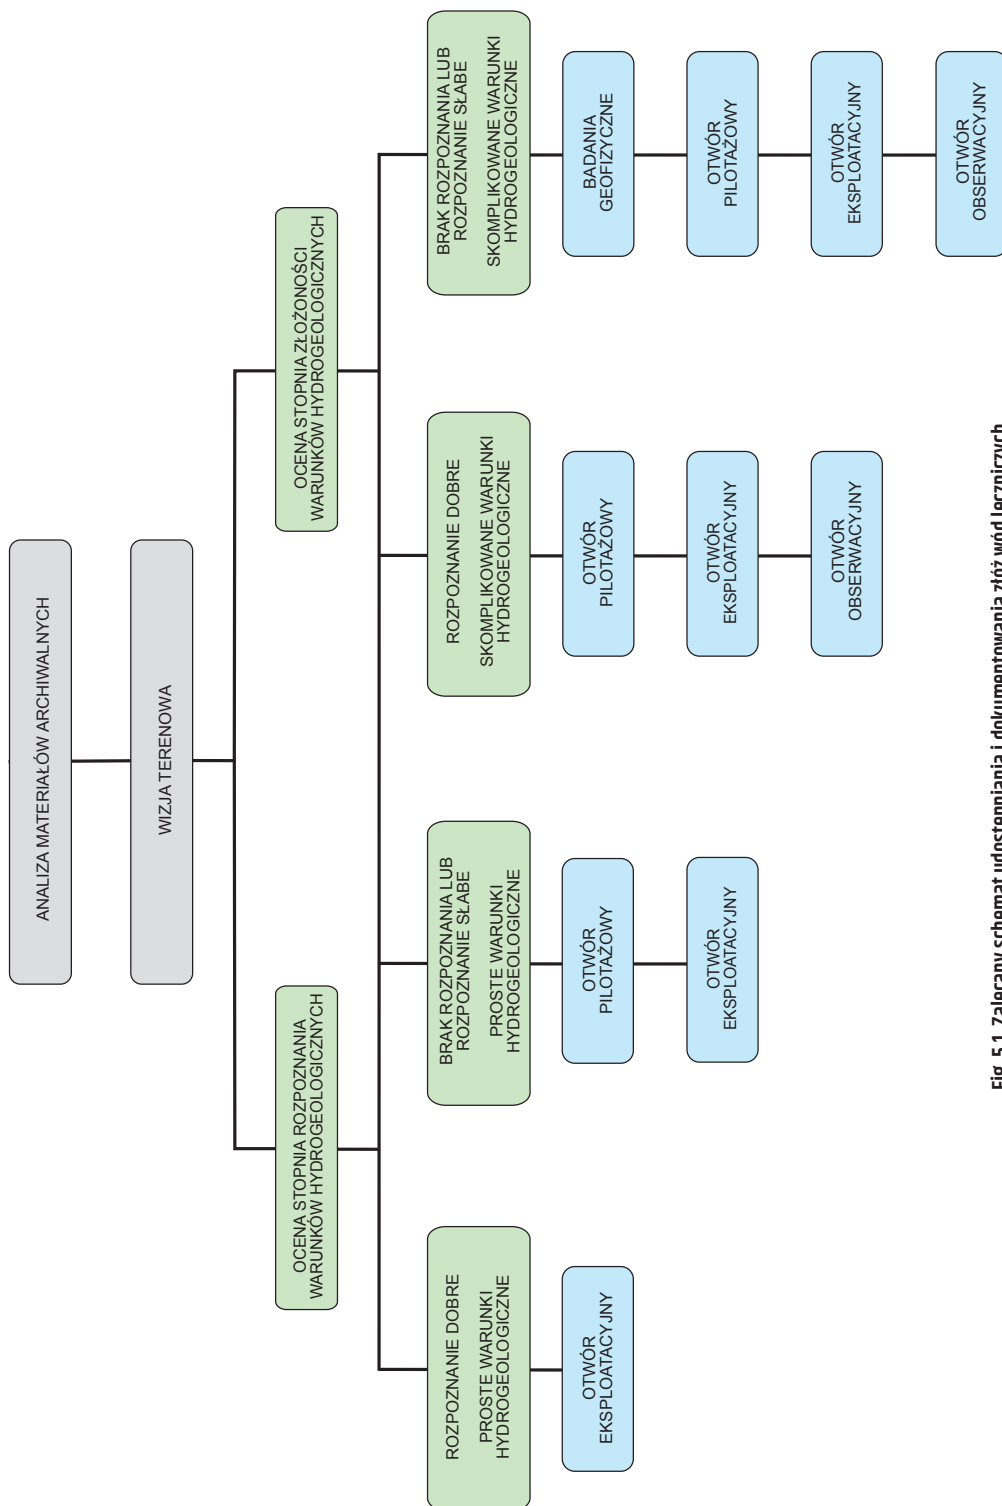 ANALIZA MATERIAŁÓW ARCHIWALNYCH
WIZJA TERENOWA
OCENA STOPNIA ROZPOZNANIA
WARUNKÓW HYDROGEOLOGICZNYCH
OCENA STOPNIA ZŁOŻONOŚCI
WARUNKÓW HYDROGEOLOGICZNYCH
ROZPOZNANIE DOBRE
PROSTE WARUNKI
HYDROGEOLOGICZNE
BRAK ROZPOZNANIA LUB
ROZPOZNANIE SŁABE
PROSTE WARUNKI
HYDROGEOLOGICZNE
ROZPOZNANIE DOBRE
SKOMPLIKOWANE WARUNKI
HYDROGEOLOGICZNE
BRAK ROZPOZNANIA LUB
ROZPOZNANIE SŁABE
SKOMPLIKOWANE WARUNKI
HYDROGEOLOGICZNE
OTWÓR
EKSPLOATACYJNY
OTWÓR
PILOTAŻOWY
OTWÓR
PILOTAŻOWY
BADANIA
GEOFIZYCZNE
OTWÓR
EKSPLOATACYJNY
OTWÓR
EKSPLOATACYJNY
OTWÓR
PILOTAŻOWY
OTWÓR
OBSERWACYJNY
OTWÓR
EKSPLOATACYJNY
OTWÓR
OBSERWACYJNY
Fig. 5.1. Zalecany schemat udostępniania i dokumentowania złóż wód leczniczych